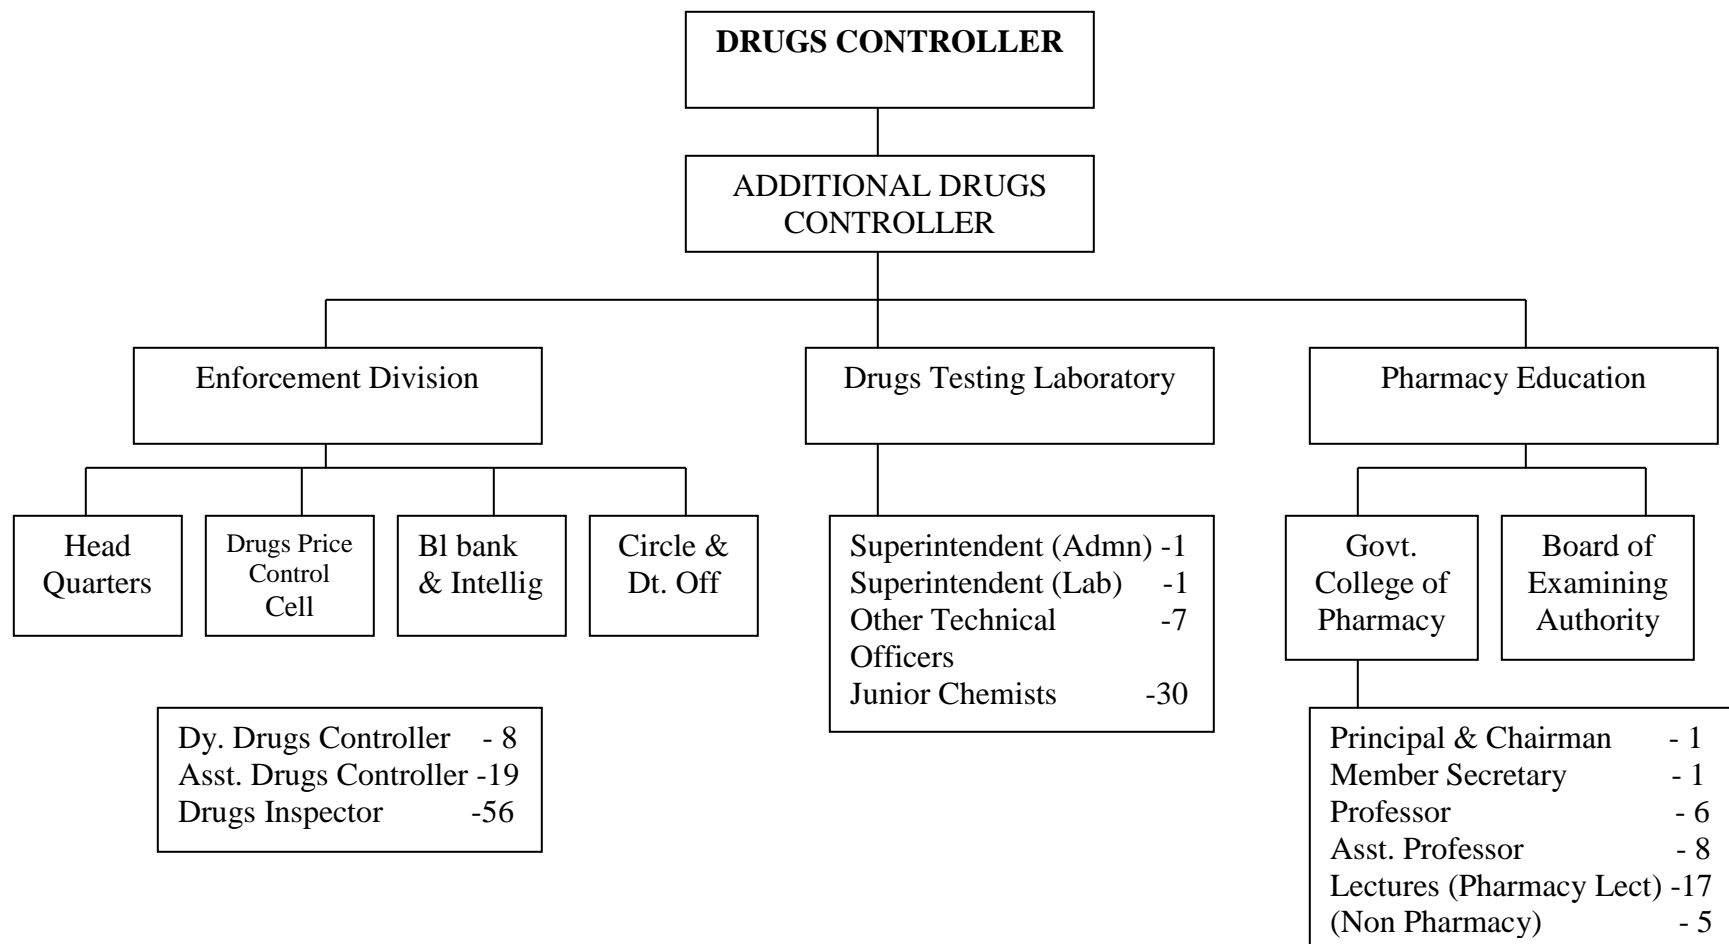 DRUGS CONTROLLER
ADDITIONAL DRUGS
CONTROLLER
Enforcement Division
Drugs Testing Laboratory
Pharmacy Education
Head
Quarters
Drugs Price
Control
Cell
Bl bank
& Intellig
Circle &
Dt. Off
Superintendent (Admn) -1
Superintendent (Lab) -1
Other Technical -7
Officers
Junior Chemists -30
Govt.
College of
Pharmacy
Board of
Examining
Authority
Dy. Drugs Controller - 8
Asst. Drugs Controller -19
Drugs Inspector -56
Principal & Chairman - 1
Member Secretary - 1
Professor - 6
Asst. Professor - 8
Lectures (Pharmacy Lect) -17
(Non Pharmacy) - 5